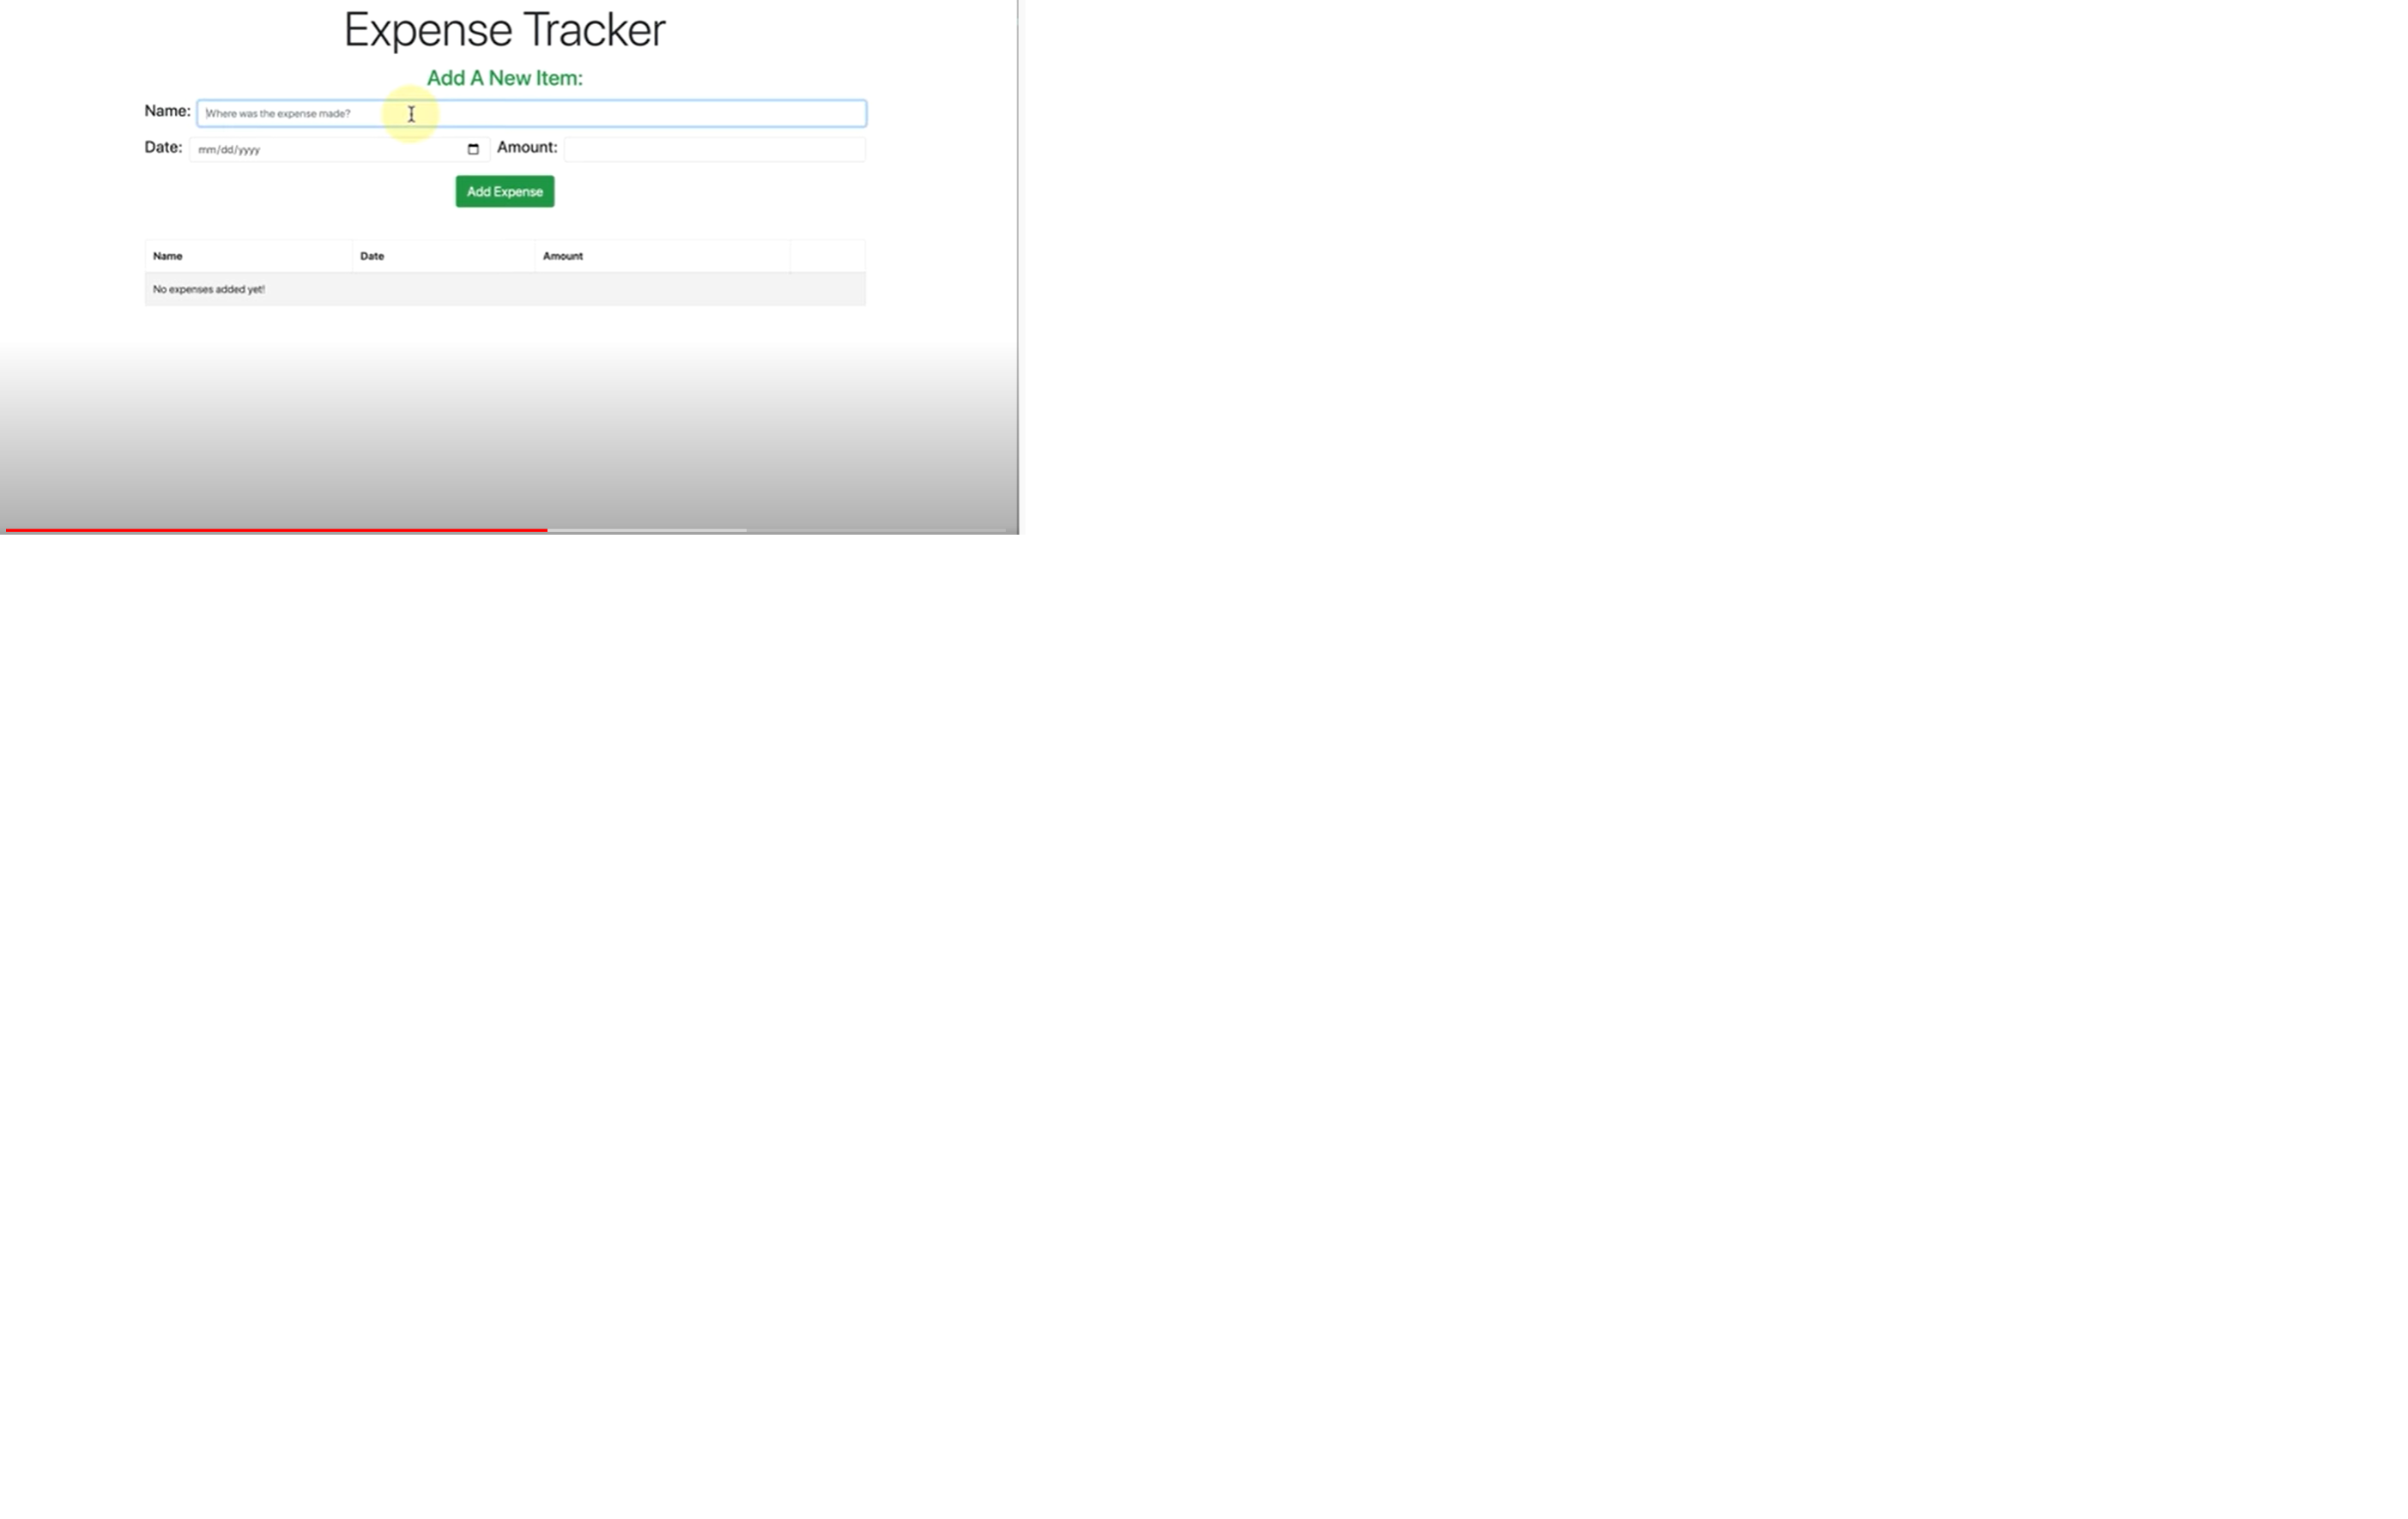 Expense Tracker
Add A New Item:
Name: Where was the expense made?
Date: mm/dd/yyyy Amount:
Add Expense
Name Date Amount
No expenses added yet!